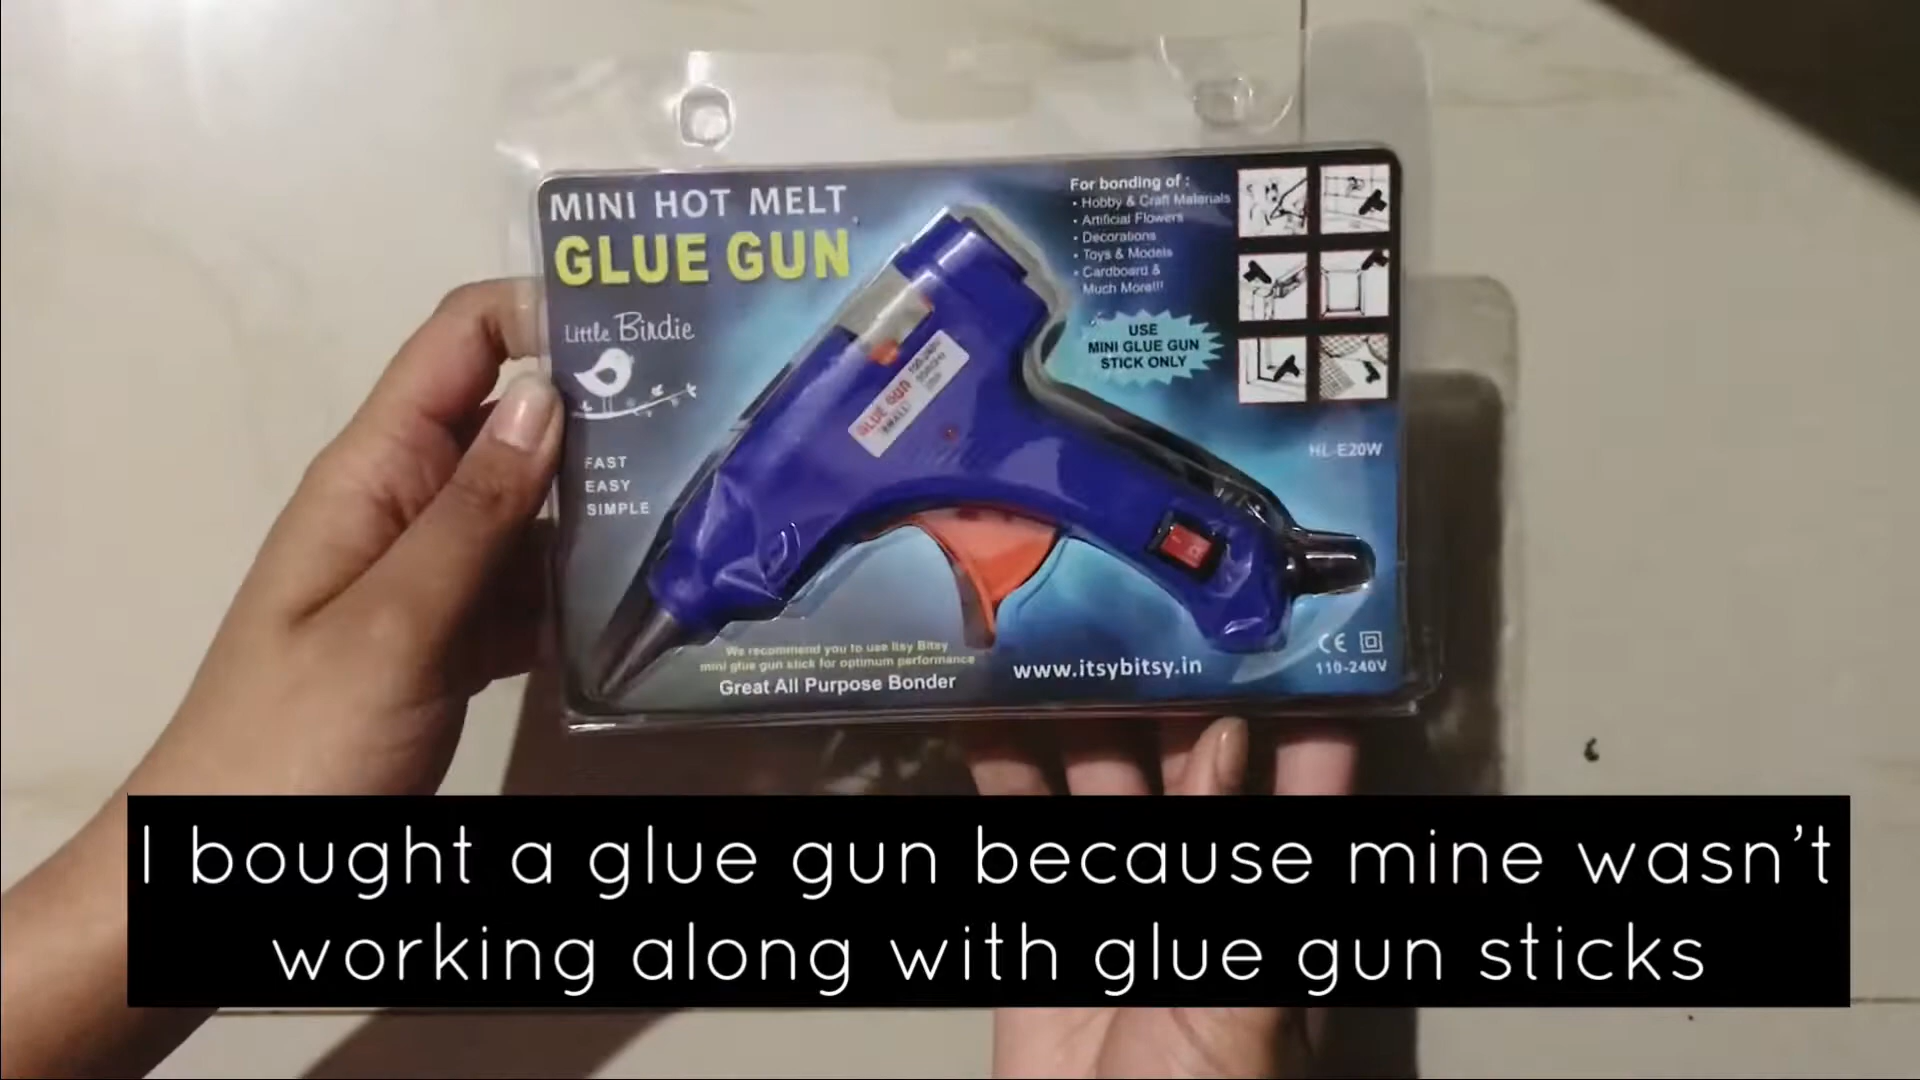 MINI HOT MELT
GLUE GUN
Little Birdie
FAST
EASY
SIMPLE
For bonding of :
• Hobby & Craft Materials
• Artificial Flowers
• Decorations
• Toys & Models
• Cardboard &
Much More!!!
USE
MINI GLUE GUN
STICK ONLY
GLUE GUN
SMALL
HL-E20W
We recommend you to use Itsy Bitsy
mini glue gun stick for optimum performance
Great All Purpose Bonder
www.itsybitsy.in
CE
110-240V
I bought a glue gun because mine wasn't
working along with glue gun sticks